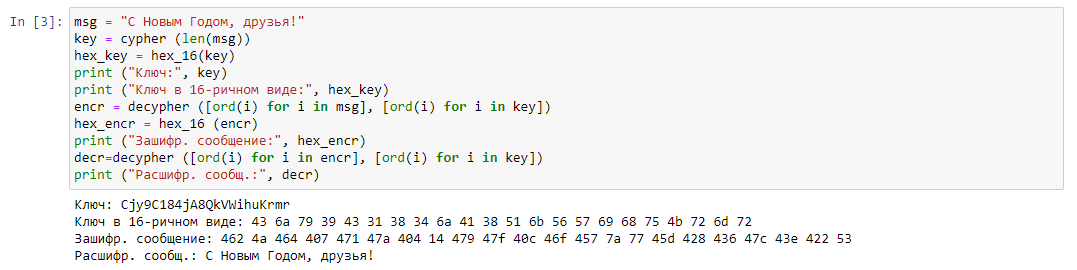 In [3]: msg = "С Новым Годом, друзья!"
key = cypher (len(msg))
hex_key = hex_16(key)
print ("Ключ:", key)
print ("Ключ в 16-ричном виде:", hex_key)
encr = decypher ([ord(i) for i in msg], [ord(i) for i in key])
hex_encr = hex_16 (encr)
print ("Зашифр. сообщение:", hex_encr)
decr=decypher ([ord(i) for i in encr], [ord(i) for i in key])
print ("Расшифр. сообщ.:", decr)
Ключ: Cjy9C184jA8QkVWihuKrmr
Ключ в 16-ричном виде: 43 6a 79 39 43 31 38 34 6a 41 38 51 6b 56 57 69 68 75 4b 72 6d 72
Зашифр. сообщение: 462 4a 464 407 471 47a 404 14 479 47f 40c 46f 457 7a 77 45d 428 436 47c 43e 422 53
Расшифр. сообщ.: С Новым Годом, друзья!